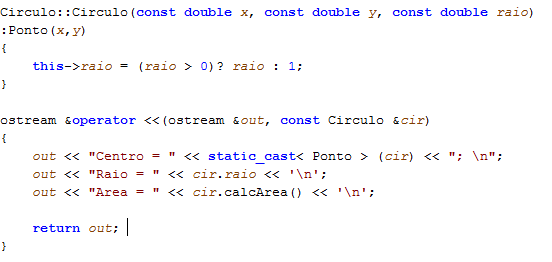 Circulo::Circulo(const double x, const double y, const double raio)
:Ponto(x,y)
{
    this->raio = (raio > 0)? raio : 1;
}

ostream &operator <<(ostream &out, const Circulo &cir)
{
    out << "Centro = " << static_cast< Ponto > (cir) << "; \n";
    out << "Raio = " << cir.raio << '\n';
    out << "Area = " << cir.calcArea() << '\n';

    return out;
}